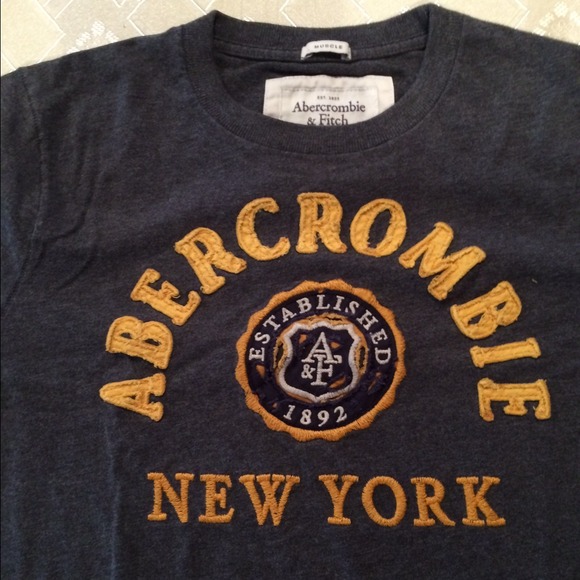 MUSCLE
EST. 1892
Abercrombie
& Fitch
ABERCROMBIE
ESTABLISHED
A
&F
1892
NEW YORK